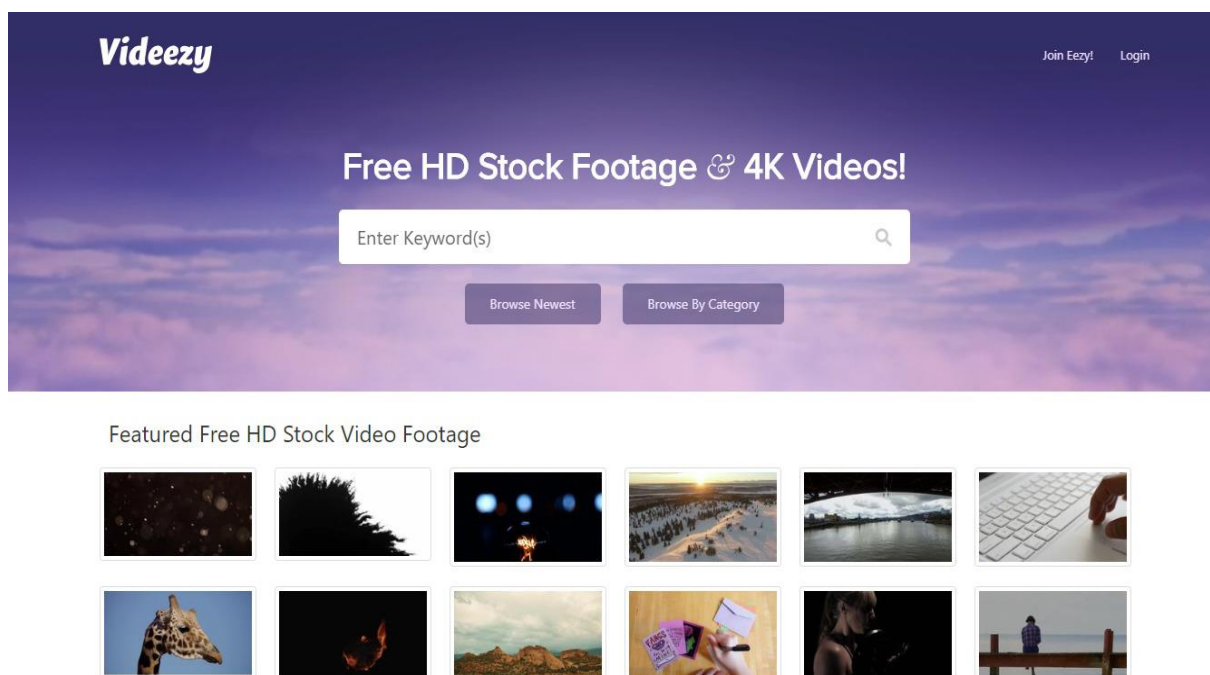 Videezy
Join Eezy! Login
Free HD Stock Footage & 4K Videos!
Enter Keyword(s)
Browse Newest Browse By Category
Featured Free HD Stock Video Footage